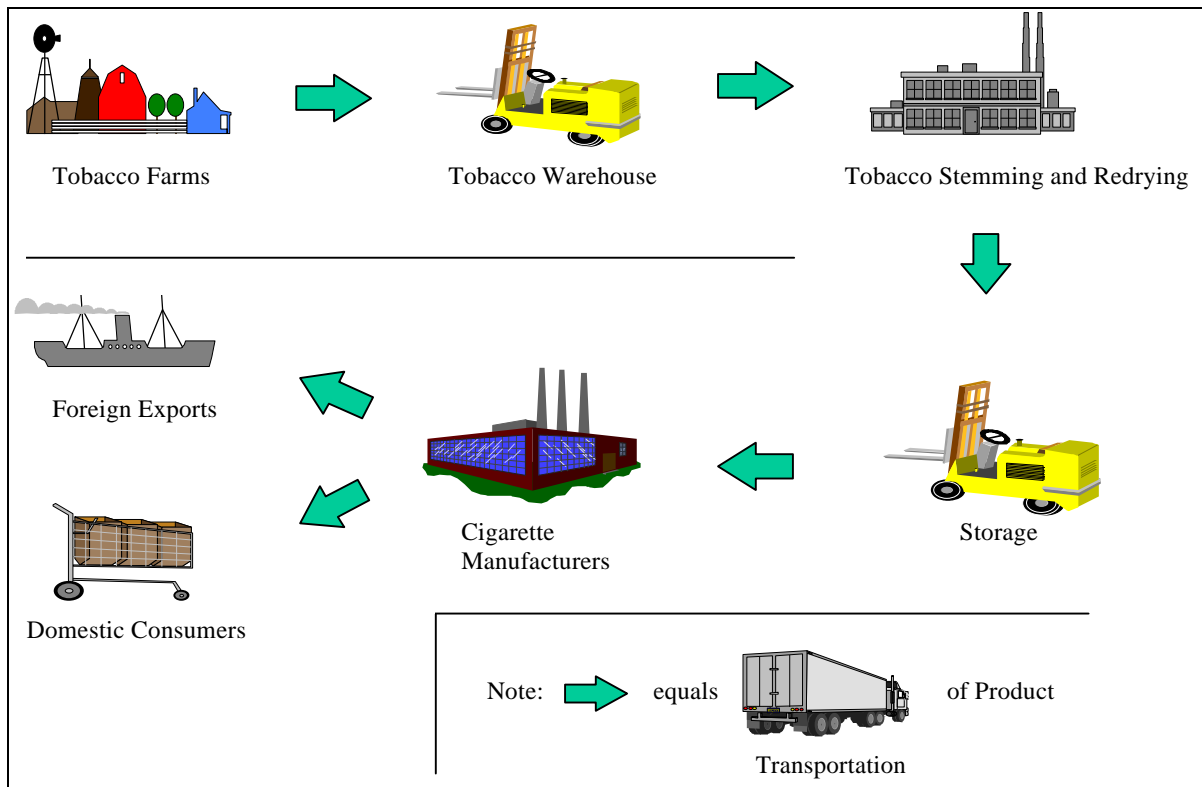 Tobacco Farms
Tobacco Warehouse
Tobacco Stemming and Redrying
Foreign Exports
Cigarette
Manufacturers
Storage
Domestic Consumers
Note: equals of Product
Transportation